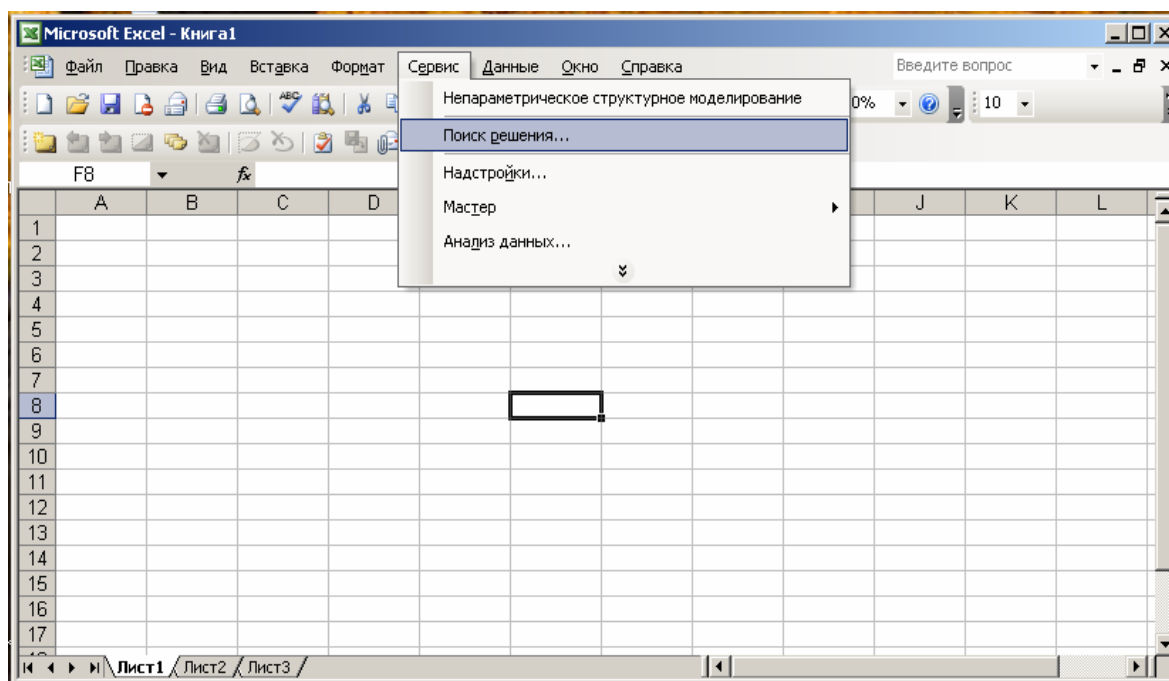 Microsoft Excel - Книга1
Файл Правка Вид Вставка Формат Сервис Данные Окно Справка Введите вопрос
Непараметрическое структурное моделирование
0% 10
Поиск решения...
Надстройки...
Мастер
Анализ данных...
F8 fx
A B C D J K L
1
2
3
4
5
6
7
8
9
10
11
12
13
14
15
16
17
Лист1 Лист2 Лист3